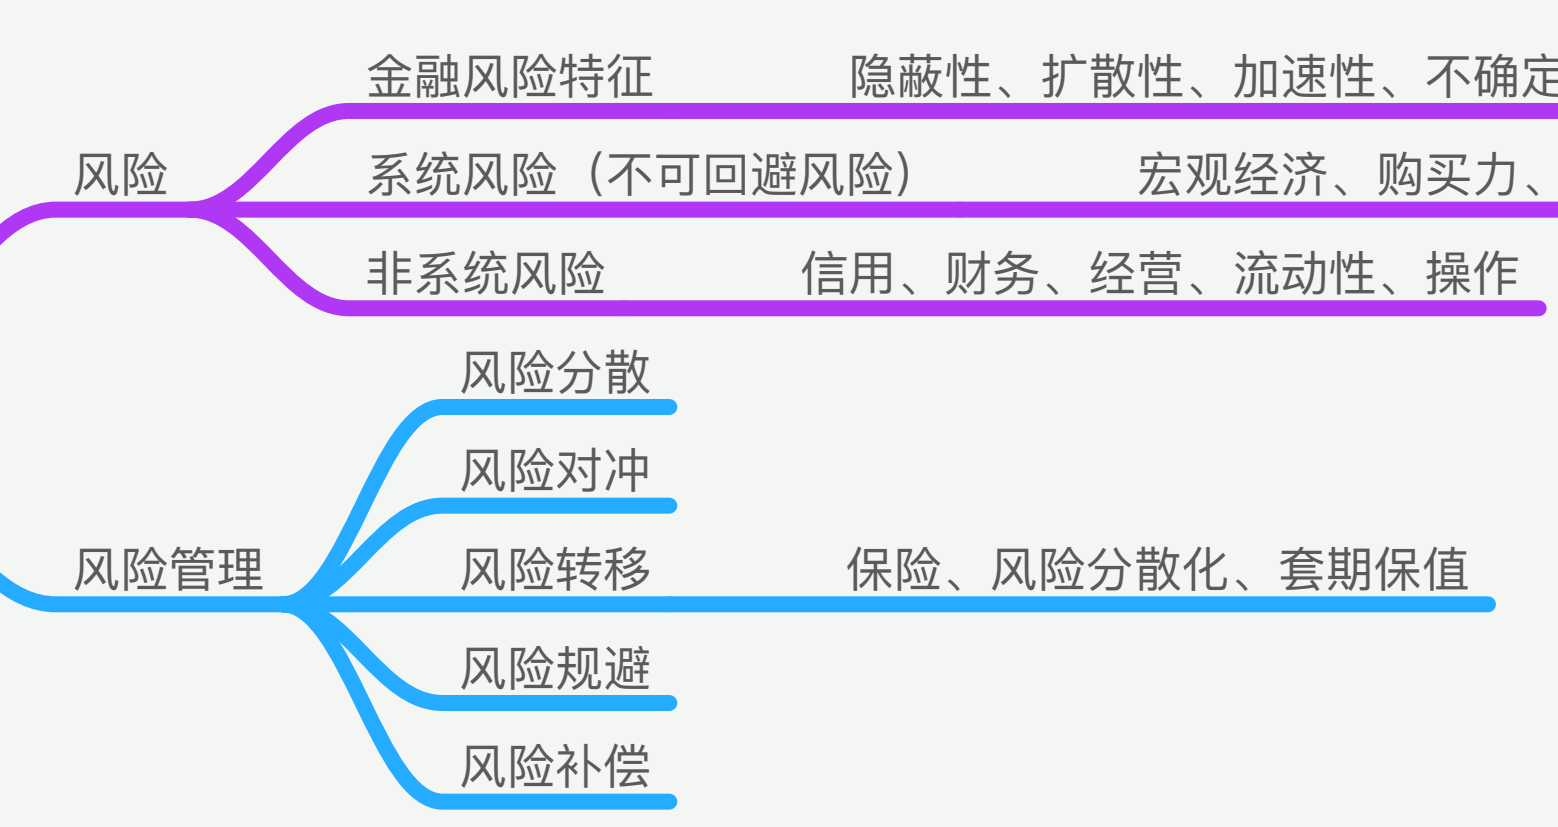 金融风险特征 隐蔽性、扩散性、加速性、不确定
风险
系统风险（不可回避风险） 宏观经济、购买力、
非系统风险 信用、财务、经营、流动性、操作
风险分散
风险对冲
风险管理
风险转移 保险、风险分散化、套期保值
风险规避
风险补偿